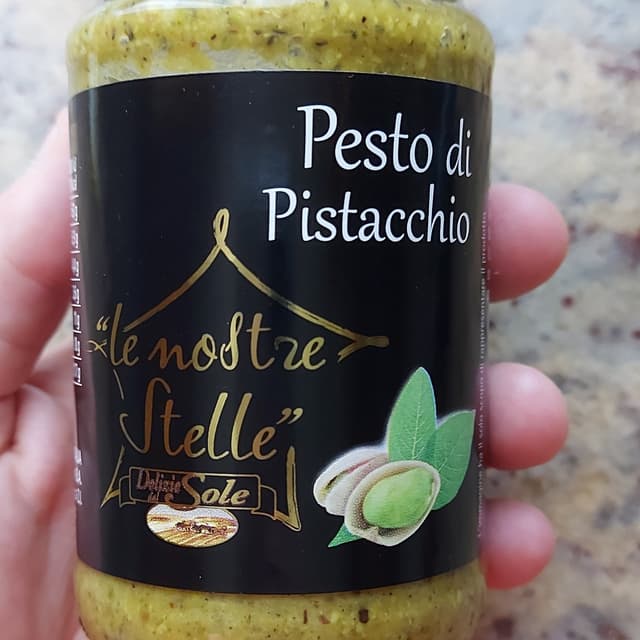 Pesto di
Pistacchio
"le nostre
Stelle"
Delizie
del
Sole